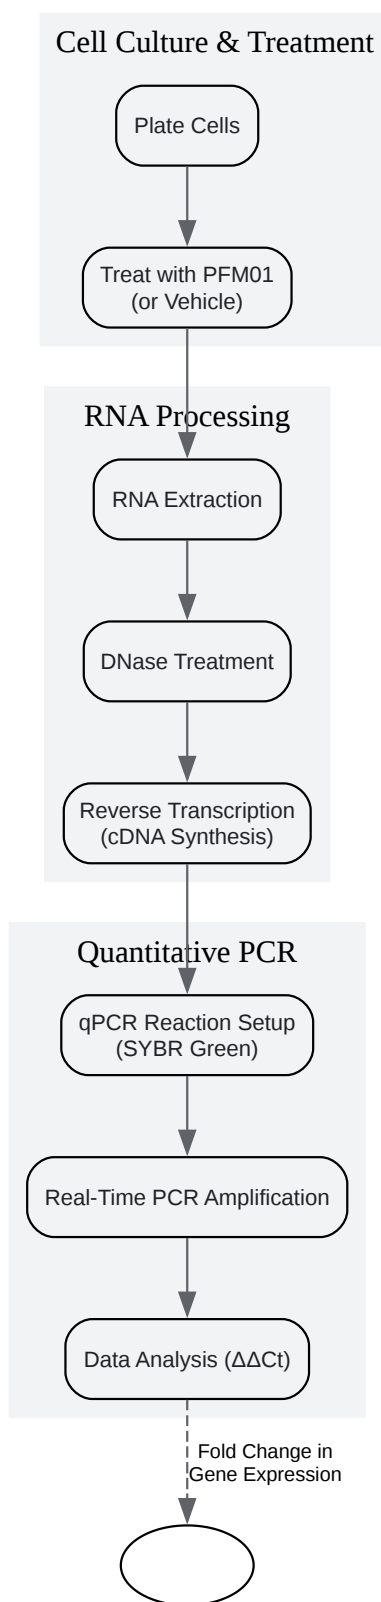 Cell Culture & Treatment
Plate Cells
Treat with PFM01
(or Vehicle)
RNA Processing
RNA Extraction
DNase Treatment
Reverse Transcription
(cDNA Synthesis)
Quantitative PCR
qPCR Reaction Setup
(SYBR Green)
Real-Time PCR Amplification
Data Analysis (ΔΔCt)
Fold Change in
Gene Expression